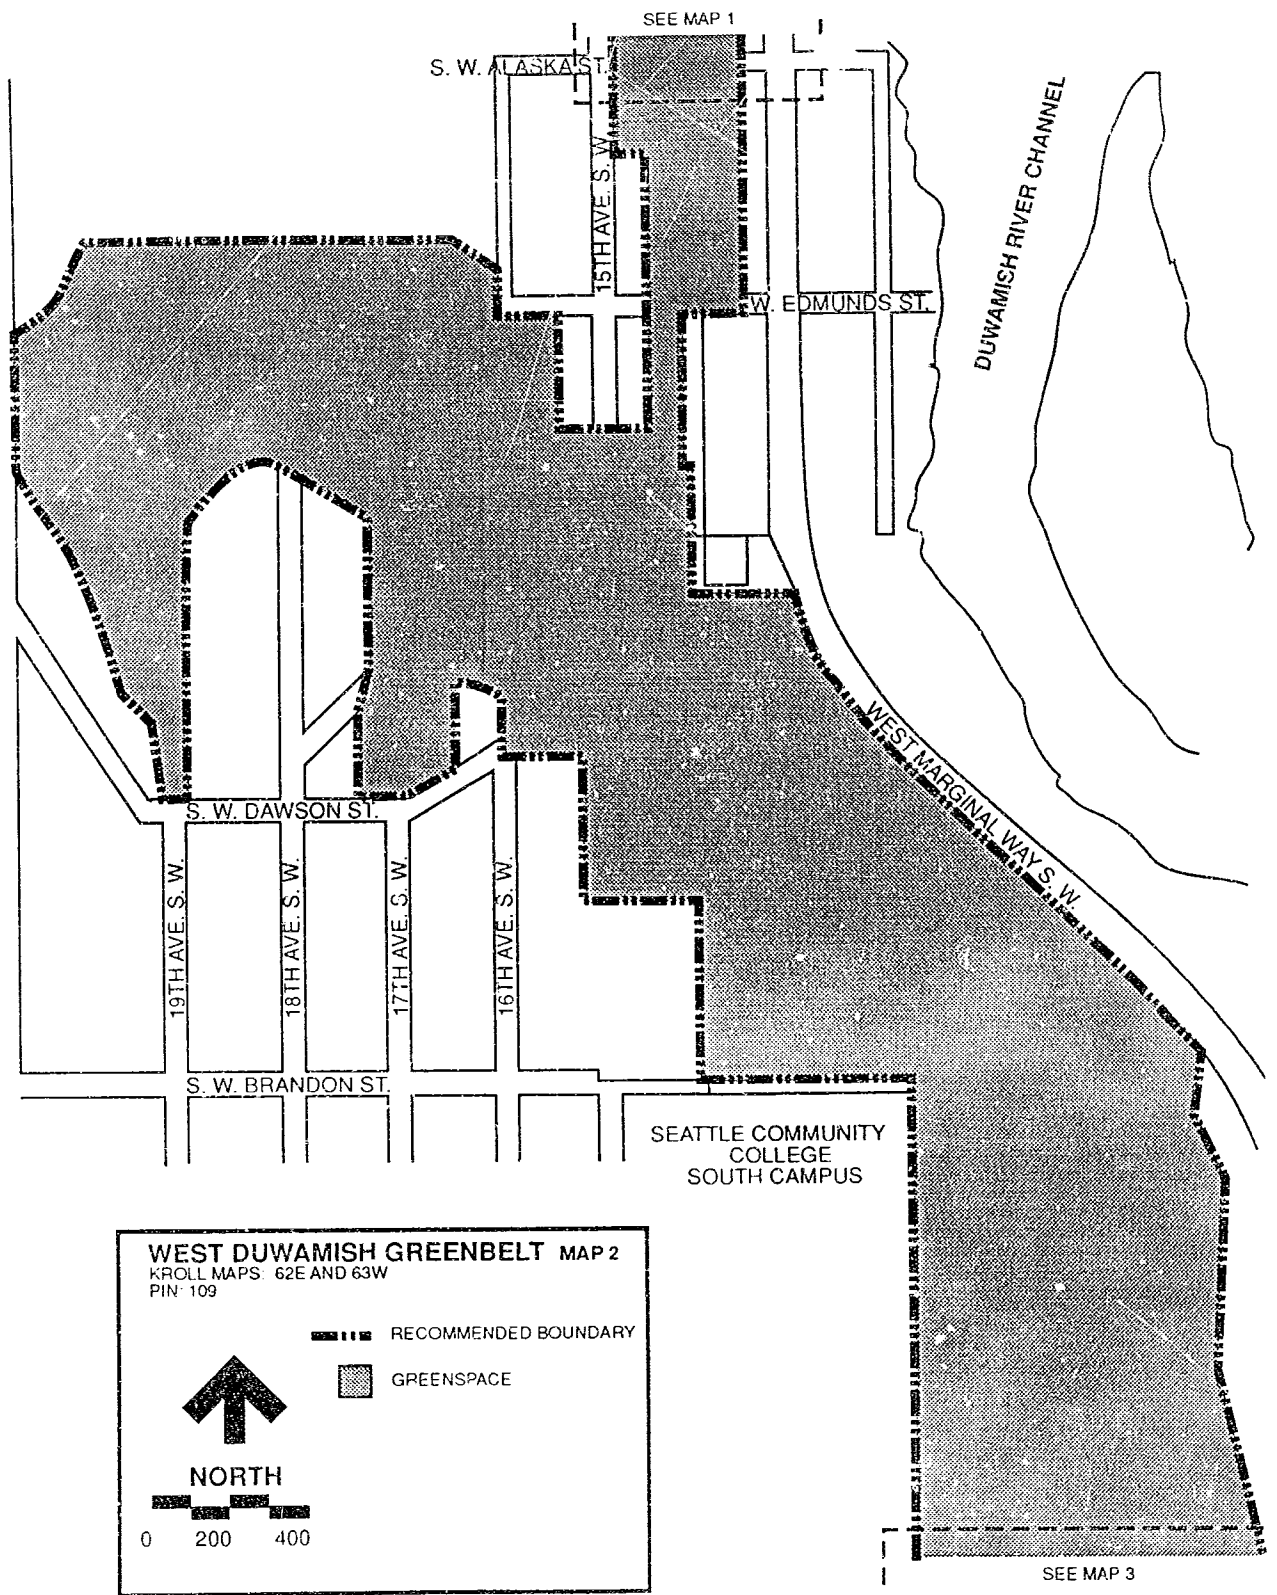 SEE MAP 1
S. W. ALASKA ST.
15TH AVE. S. W.
DUWAMISH RIVER CHANNEL
W. EDMUNDS ST.
WEST MARGINAL WAY S. W.
S. W. DAWSON ST.
19TH AVE. S. W.
18TH AVE. S. W.
17TH AVE. S. W.
16TH AVE. S. W.
S. W. BRANDON ST.
SEATTLE COMMUNITY
COLLEGE
SOUTH CAMPUS
WEST DUWAMISH GREENBELT MAP 2
KROLL MAPS: 62E AND 63W
PIN: 109
RECOMMENDED BOUNDARY
GREENSPACE
NORTH
0 200 400
SEE MAP 3